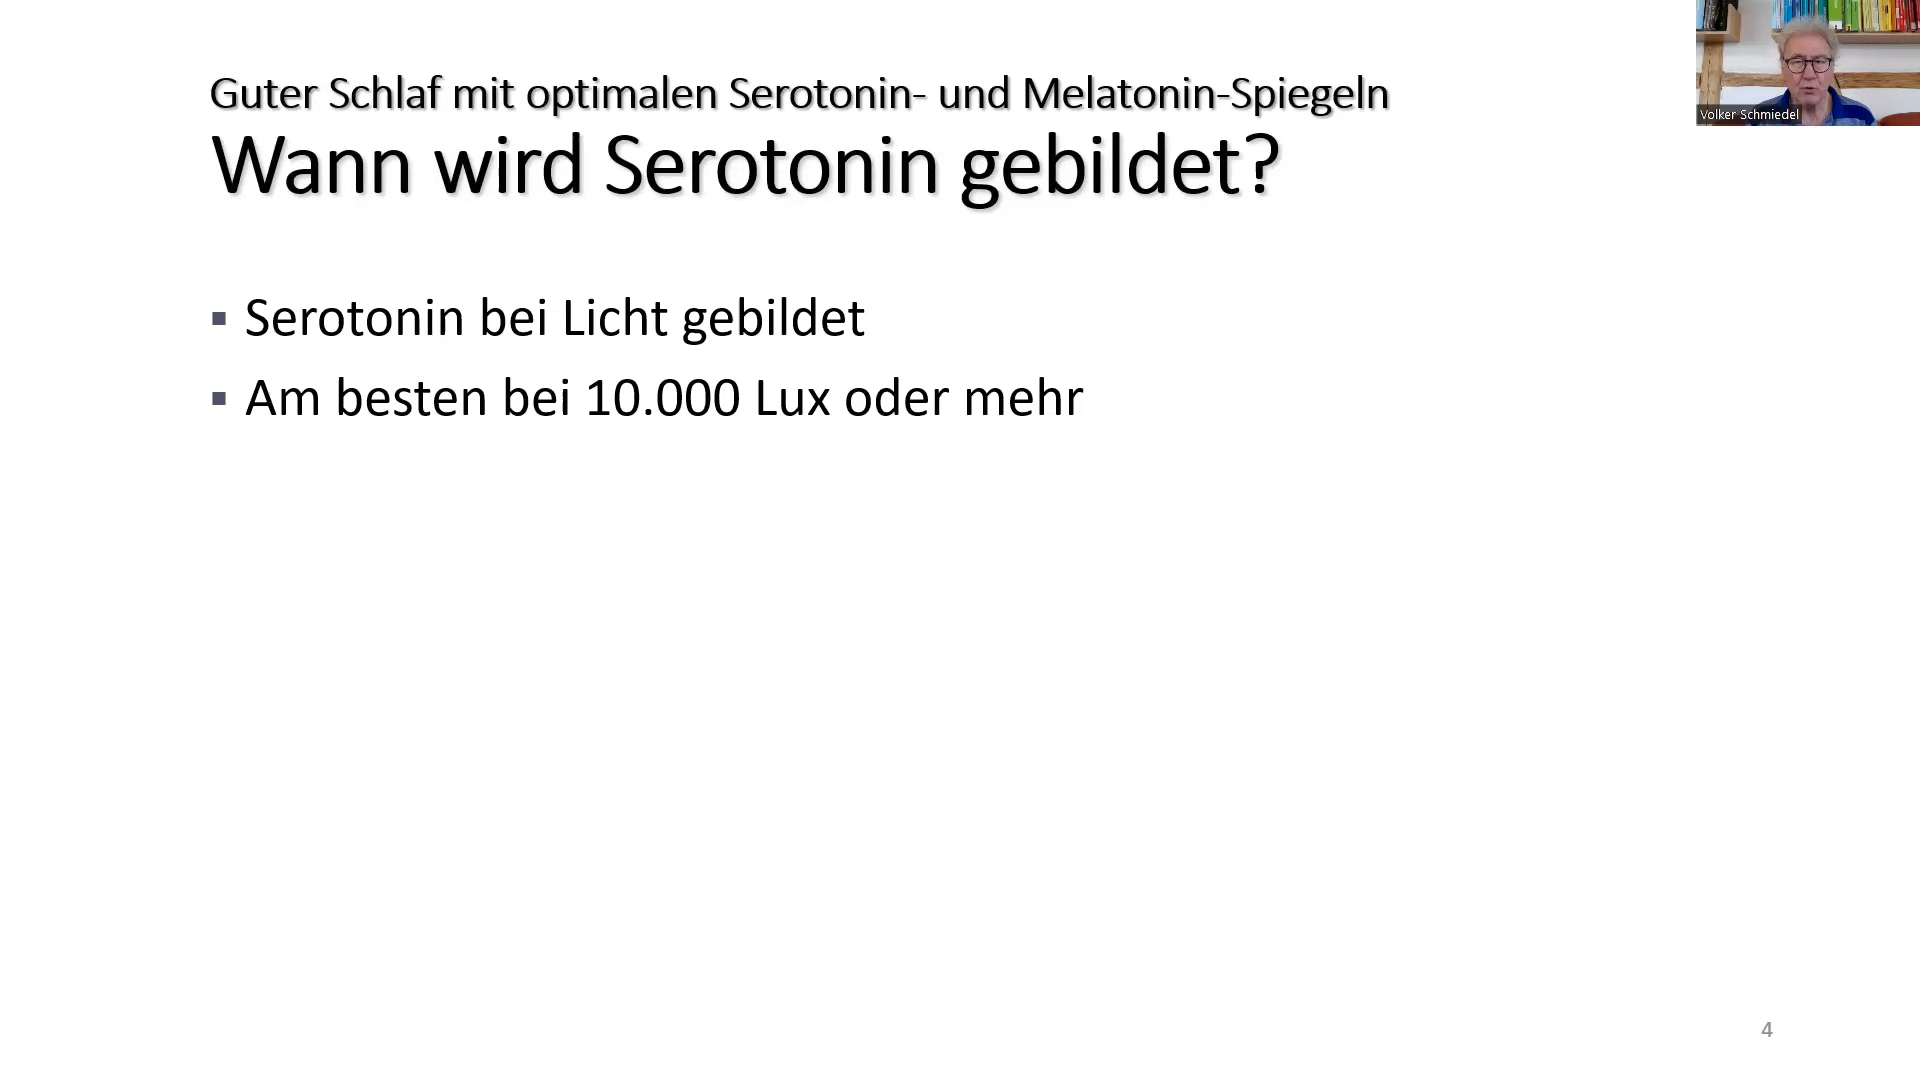 Guter Schlaf mit optimalen Serotonin- und Melatonin-Spiegeln
Wann wird Serotonin gebildet?
▪ Serotonin bei Licht gebildet
▪ Am besten bei 10.000 Lux oder mehr
Volker Schmiedel
4